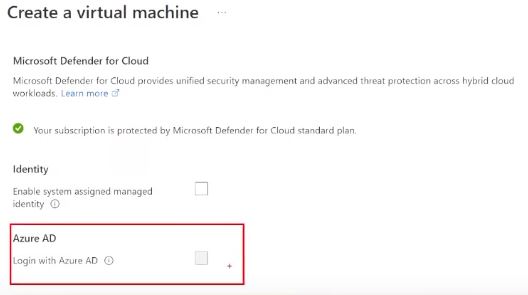 Create a virtual machine ...
Microsoft Defender for Cloud
Microsoft Defender for Cloud provides unified security management and advanced threat protection across hybrid cloud
workloads. Learn more
Your subscription is protected by Microsoft Defender for Cloud standard plan.
Identity
Enable system assigned managed
identity
Azure AD
Login with Azure AD